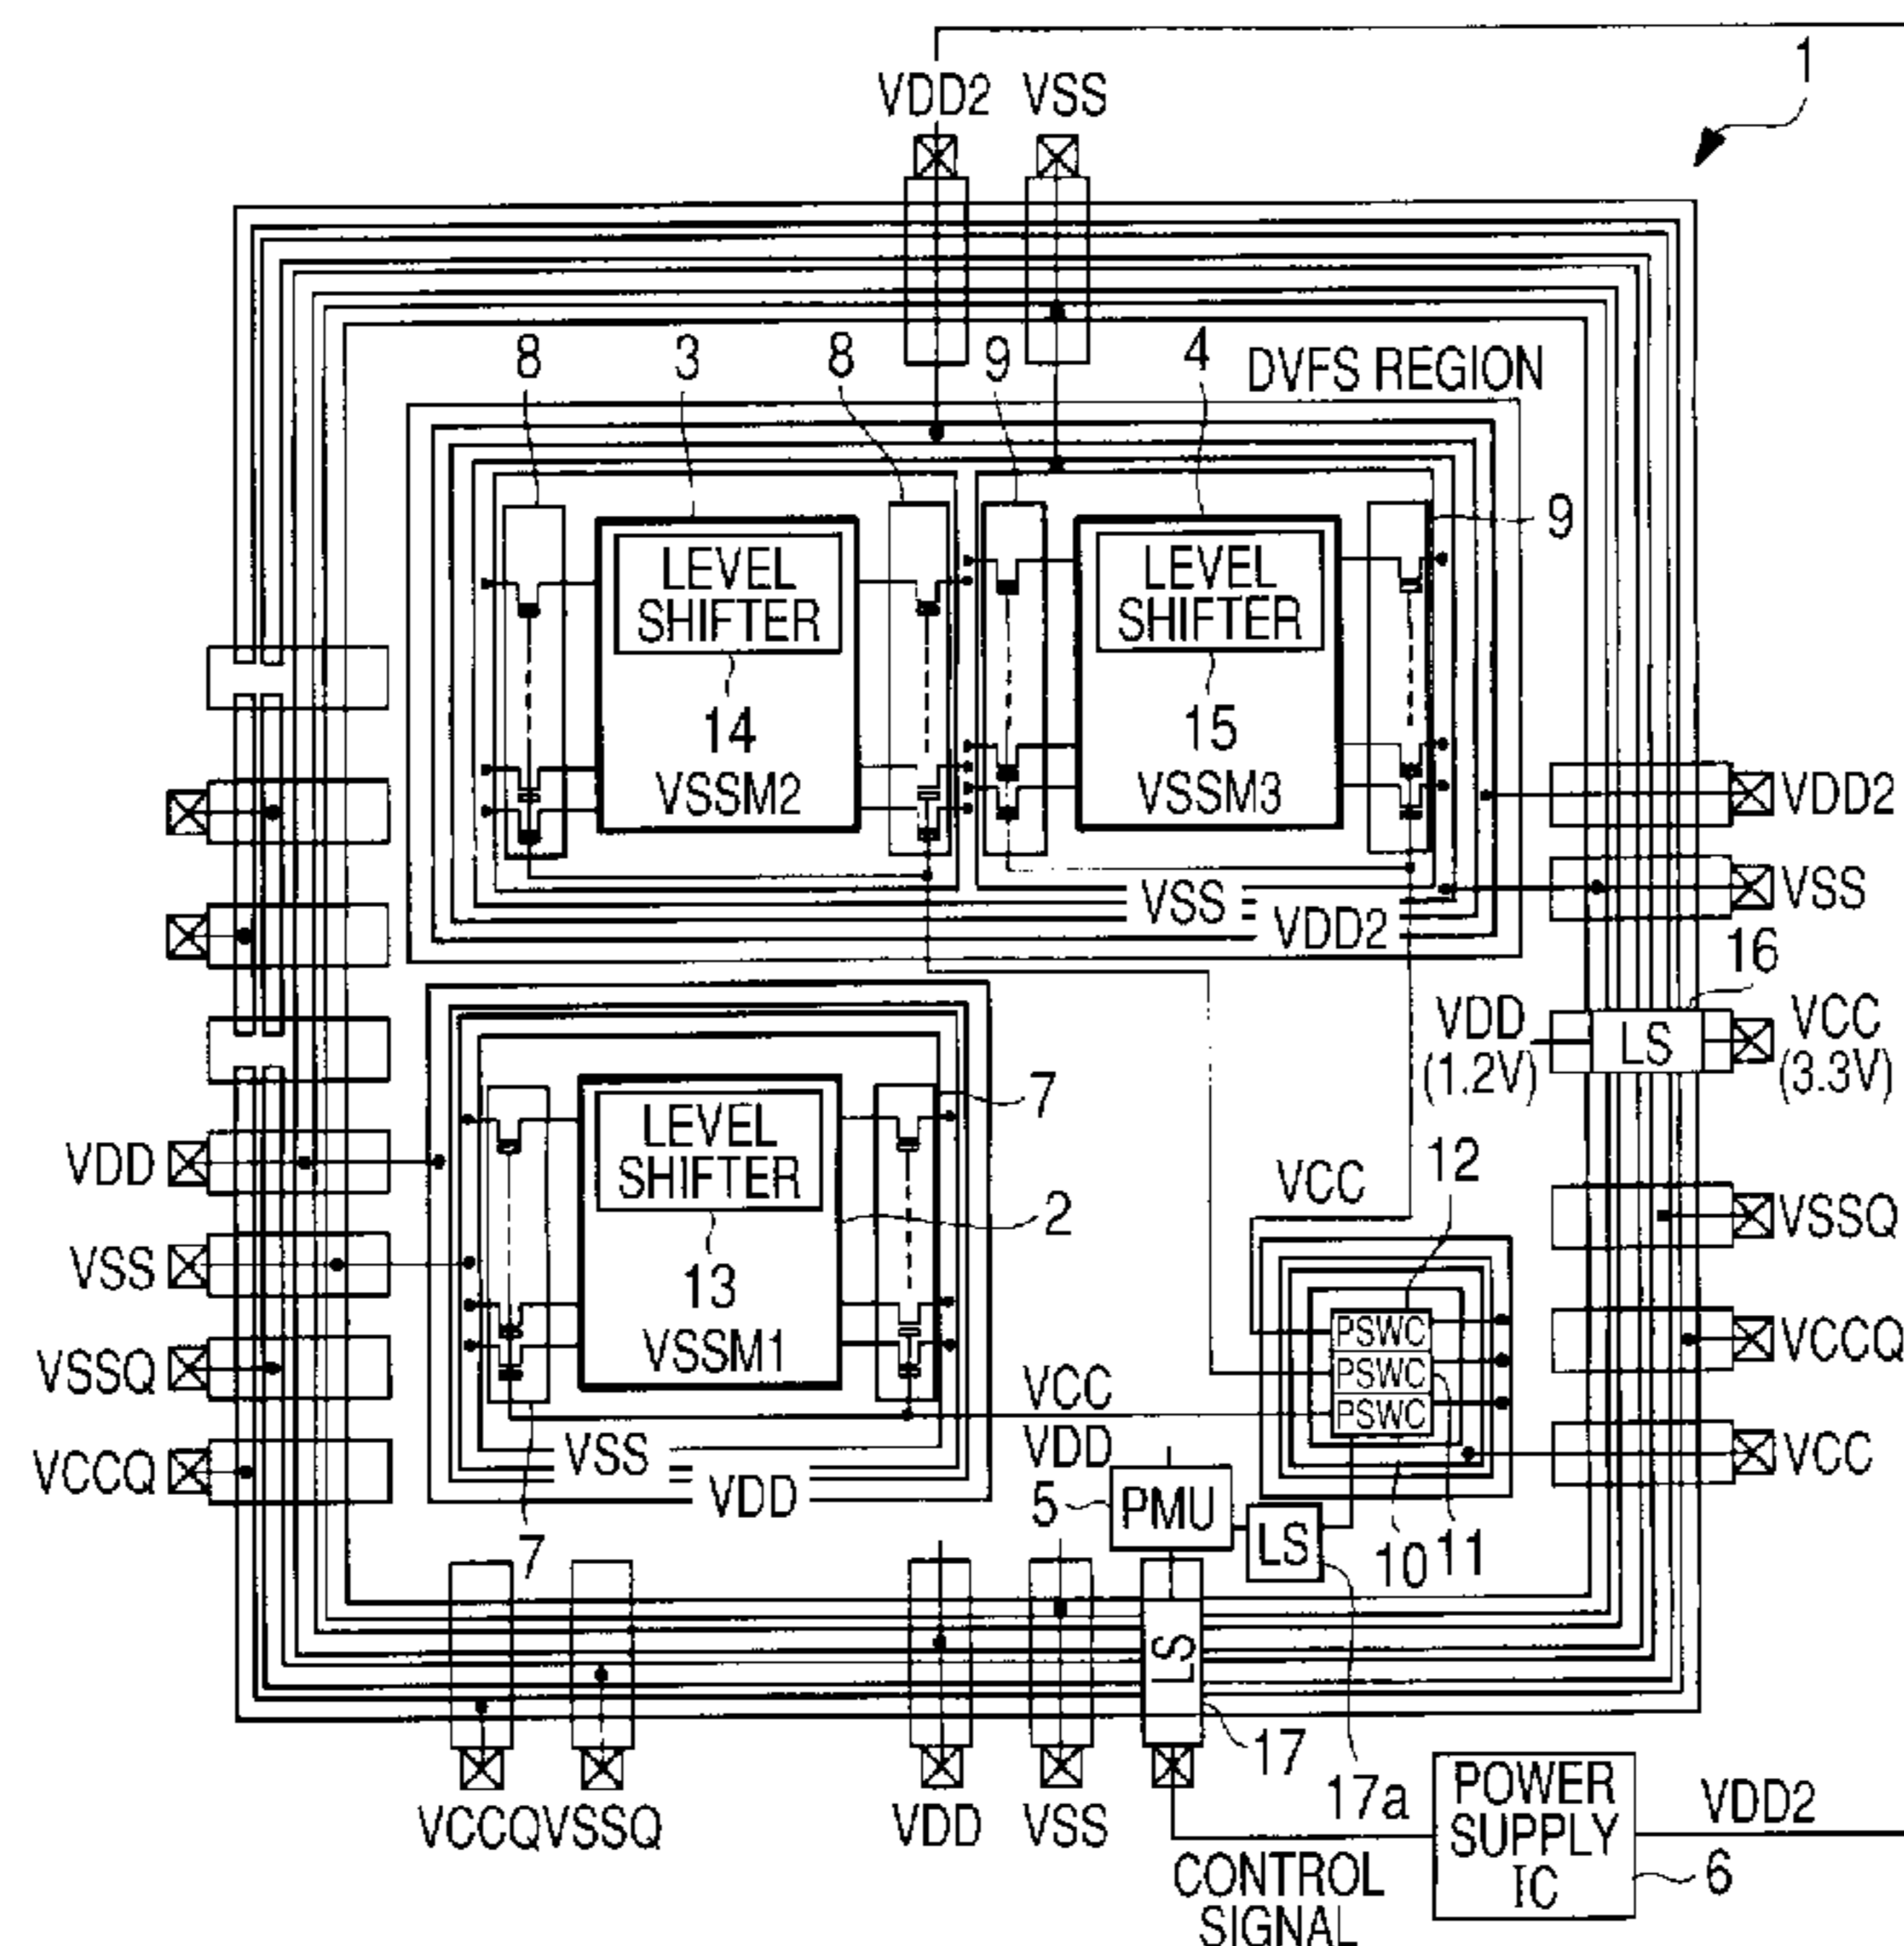 1
VDD2 VSS
8
3
8
9
4
DVFS REGION
9
LEVEL
SHIFTER
14
VSSM2
LEVEL
SHIFTER
15
VSSM3
VDD2
VSS
VSS
VDD2
16
VDD
(1.2V)
LS
VCC
(3.3V)
7
LEVEL
SHIFTER
2
13
VSSM1
VDD
VSS
VSSQ
VCCQ
VCC
12
PSWC
PSWC
PSWC
VSSQ
VCCQ
VCC
VCC
VDD
VSS
VDD
7
5
PMU
LS
10
11
LS
17
17a
VCCQ
VSSQ
VDD
VSS
CONTROL
SIGNAL
POWER
SUPPLY
IC
VDD2
6